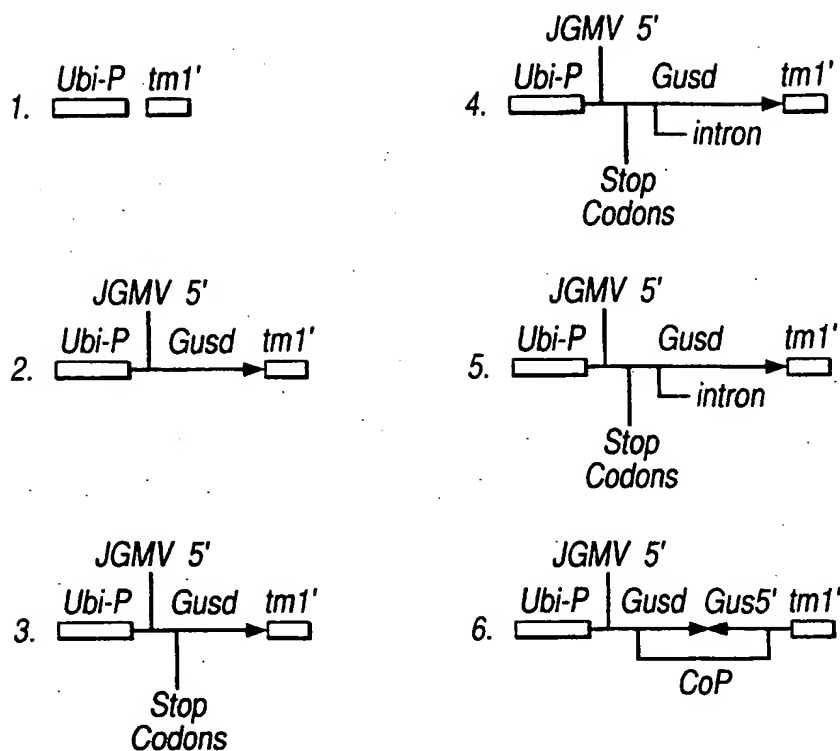 Ubi-P tm1'
1.
JGMV 5'
Ubi-P Gusd tm1'
2.
JGMV 5'
Ubi-P Gusd tm1'
3.
Stop
Codons
JGMV 5'
Ubi-P Gusd tm1'
4.
intron
Stop
Codons
JGMV 5'
Ubi-P Gusd tm1'
5.
intron
Stop
Codons
JGMV 5'
Ubi-P Gusd Gus5' tm1'
6.
CoP